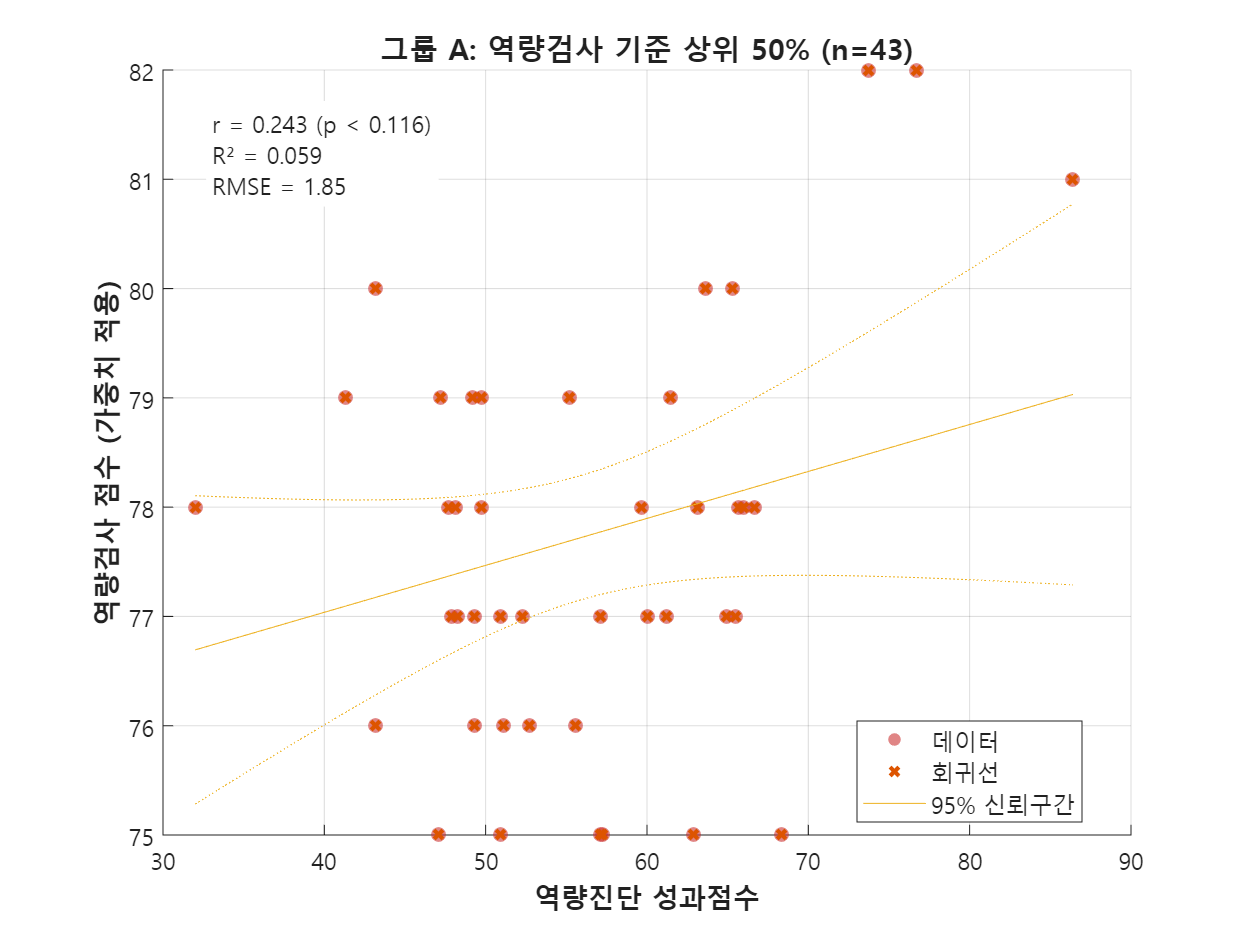 그룹 A: 역량검사 기준 상위 50% (n=43)
r = 0.243 (p < 0.116)
R² = 0.059
RMSE = 1.85
역량검사 점수 (가중치 적용)
82
81
80
79
78
77
76
75
데이터
회귀선
95% 신뢰구간
30 40 50 60 70 80 90
역량진단 성과점수